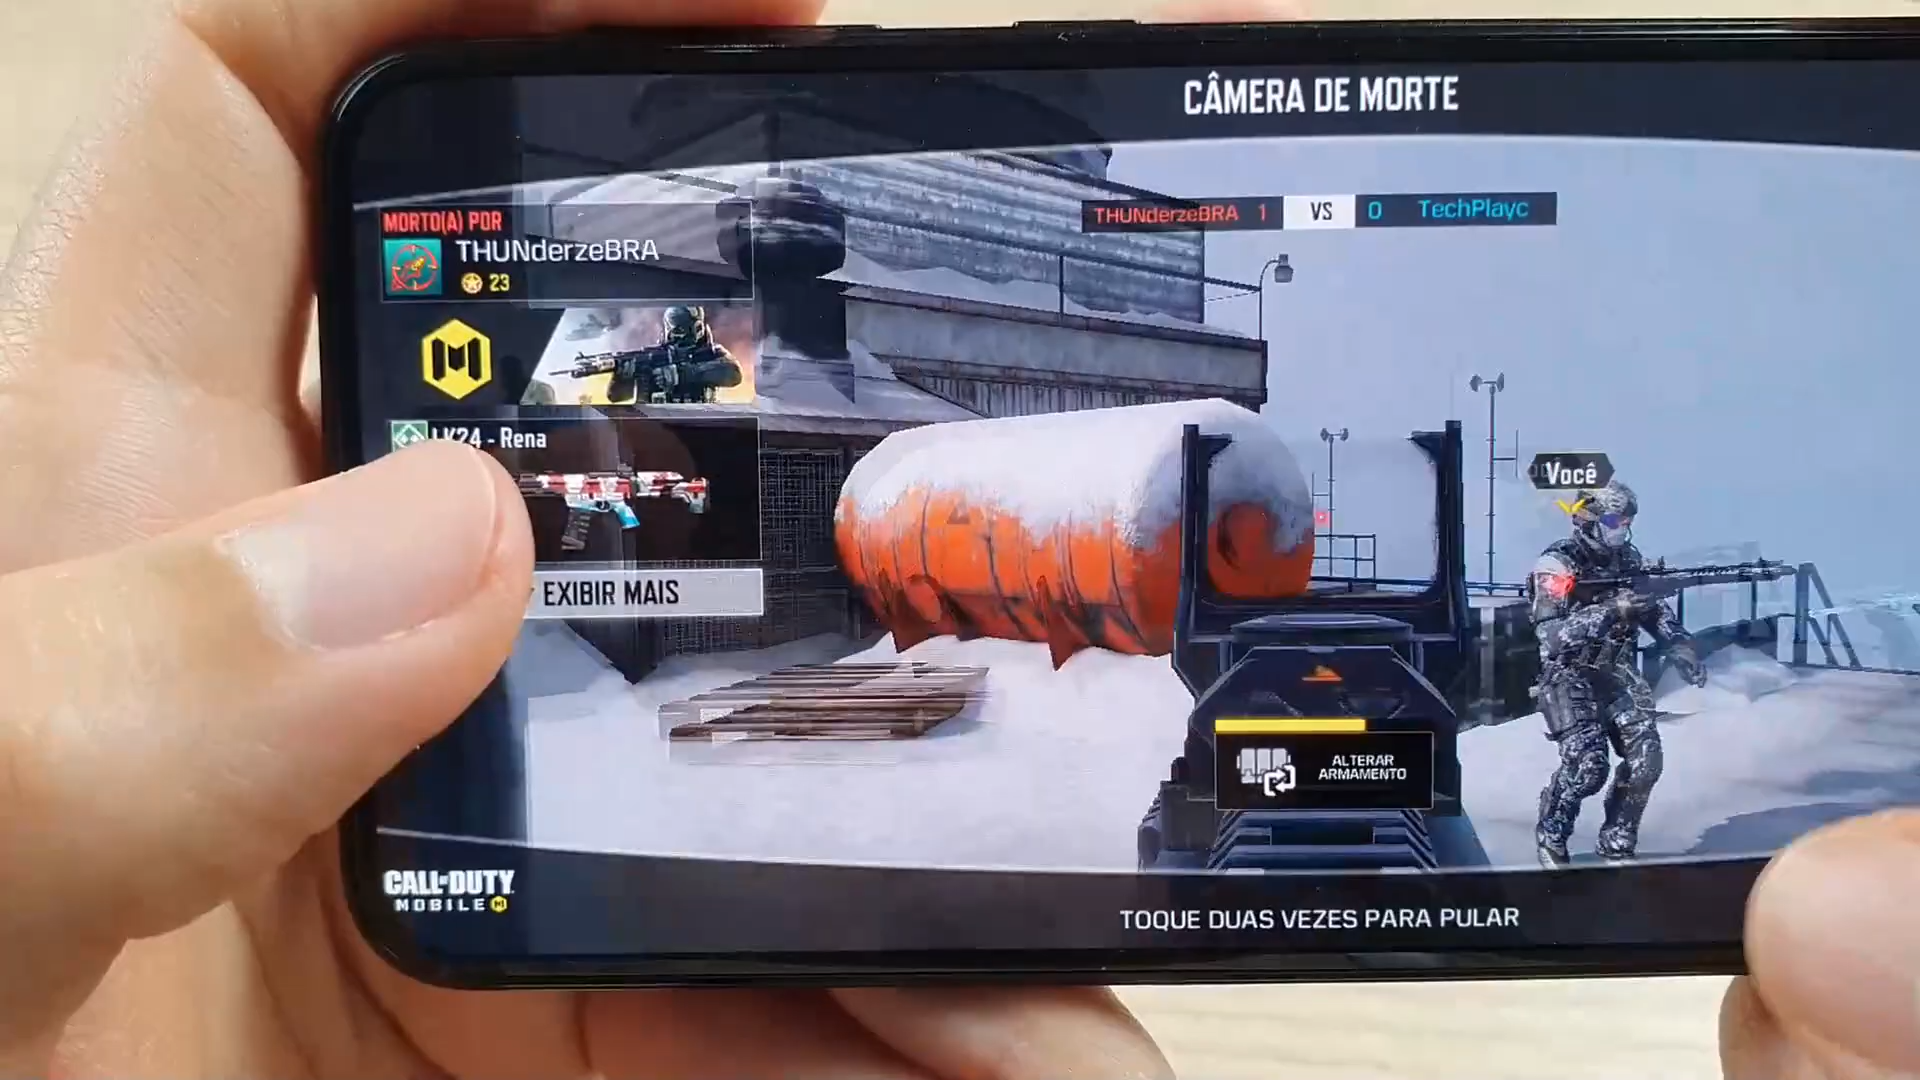 CÂMERA DE MORTE
MORTO(A) POR
THUNderzeBRA
23
THUNderzeBRA 1 VS 0 TechPlayc
LK24 - Rena
EXIBIR MAIS
Você
ALTERAR
ARMAMENTO
CALL OF DUTY
MOBILE
TOQUE DUAS VEZES PARA PULAR